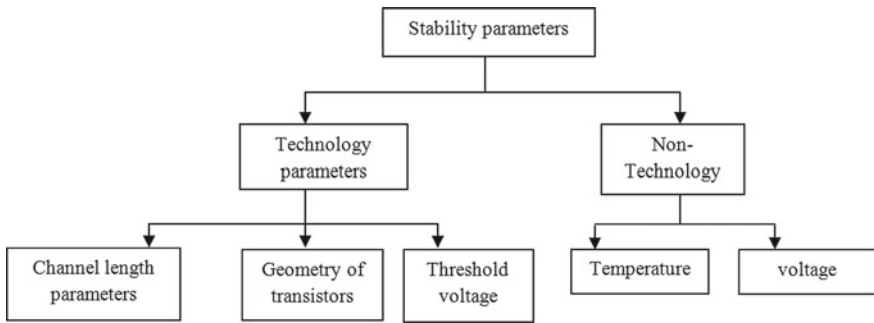 Stability parameters
Technology
parameters
Non-
Technology
Channel length
parameters
Geometry of
transistors
Threshold
voltage
Temperature
voltage